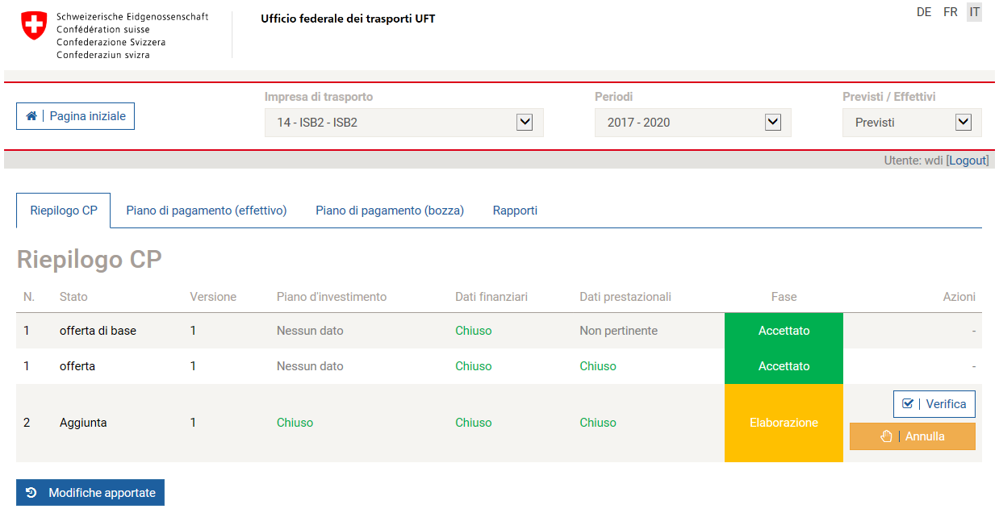 Schweizerische Eidgenossenschaft
Confédération suisse
Confederazione Svizzera
Confederaziun svizra
Ufficio federale dei trasporti UFT
DE FR IT
Pagina iniziale
Impresa di trasporto
14 - ISB2 - ISB2
Periodi
2017 - 2020
Previsti / Effettivi
Previsti
Utente: wdi [Logout]
Riepilogo CP Piano di pagamento (effettivo) Piano di pagamento (bozza) Rapporti
Riepilogo CP
N. Stato Versione Piano d'investimento Dati finanziari Dati prestazionali Fase Azioni
1 offerta di base 1 Nessun dato Chiuso Non pertinente Accettato -
1 offerta 1 Nessun dato Chiuso Chiuso Accettato -
2 Aggiunta 1 Chiuso Chiuso Chiuso Elaborazione
Verifica
Annulla
Modifiche apportate